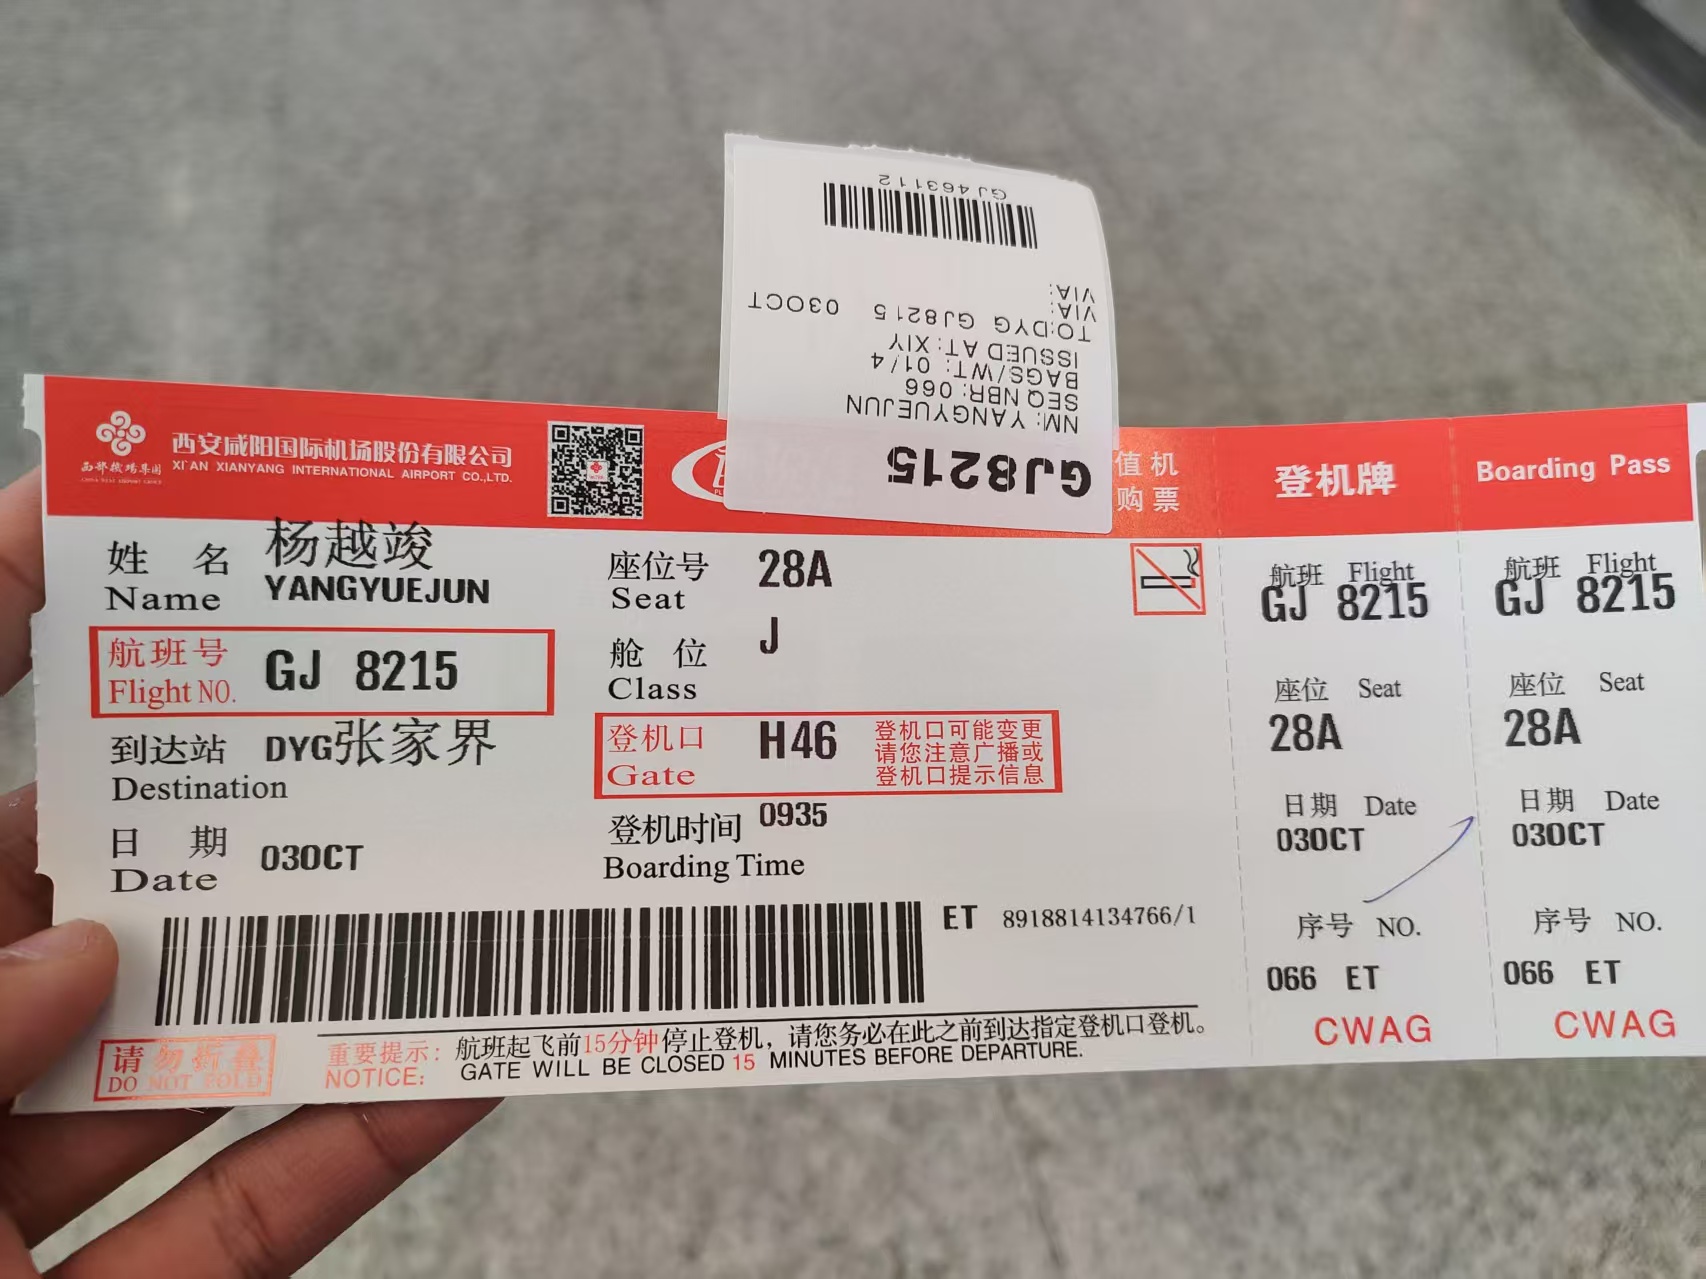 西部机场集团
CHINA WEST AIRPORT GROUP
西安咸阳国际机场股份有限公司
XI'AN XIANYANG INTERNATIONAL AIRPORT CO.,LTD.
值机
购票
登机牌
Boarding Pass
GJ463112
VIA:
VIA:
TO:DYG GJ8215 03OCT
ISSUED AT: XIY
BAGS/WT: 01/4
SEQ NBR: 066
NM: YANGYUEJUN
GJ8215
姓 名 杨越竣
Name YANGYUEJUN
航班号 GJ 8215
Flight NO.
到达站 DYG张家界
Destination
日 期 03OCT
Date
座位号 28A
Seat
舱 位 J
Class
登机口 H46
Gate
登机口可能变更
请您注意广播或
登机口提示信息
登机时间 0935
Boarding Time
ET 8918814134766/1
请勿折叠
DO NOT FOLD
重要提示: 航班起飞前15分钟停止登机，请您务必在此之前到达指定登机口登机。
NOTICE: GATE WILL BE CLOSED 15 MINUTES BEFORE DEPARTURE.
航班 Flight
GJ 8215
座位 Seat
28A
日期 Date
03OCT
序号 NO.
066 ET
CWAG
航班 Flight
GJ 8215
座位 Seat
28A
日期 Date
03OCT
序号 NO.
066 ET
CWAG